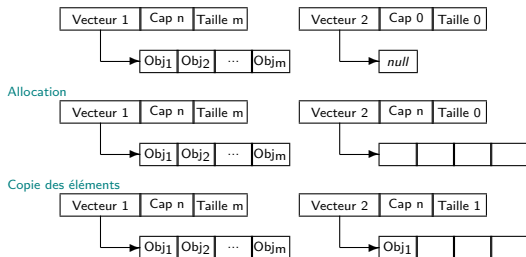 Vecteur 1 Cap n Taille m Vecteur 2 Cap 0 Taille 0
Obj1 Obj2 ... Objm null
Allocation
Vecteur 1 Cap n Taille m Vecteur 2 Cap n Taille 0
Obj1 Obj2 ... Objm
Copie des éléments
Vecteur 1 Cap n Taille m Vecteur 2 Cap n Taille 1
Obj1 Obj2 ... Objm Obj1